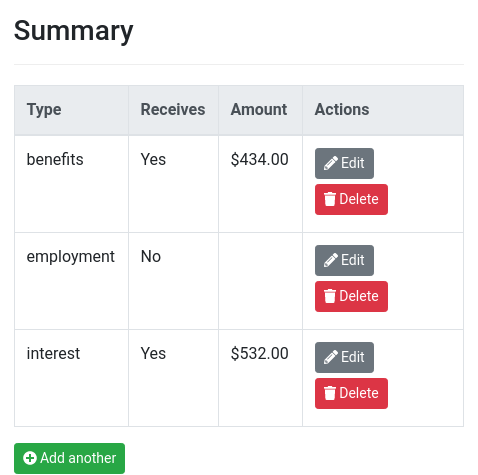 Summary
Type Receives Amount Actions
benefits Yes $434.00 Edit
Delete
employment No Edit
Delete
interest Yes $532.00 Edit
Delete
Add another